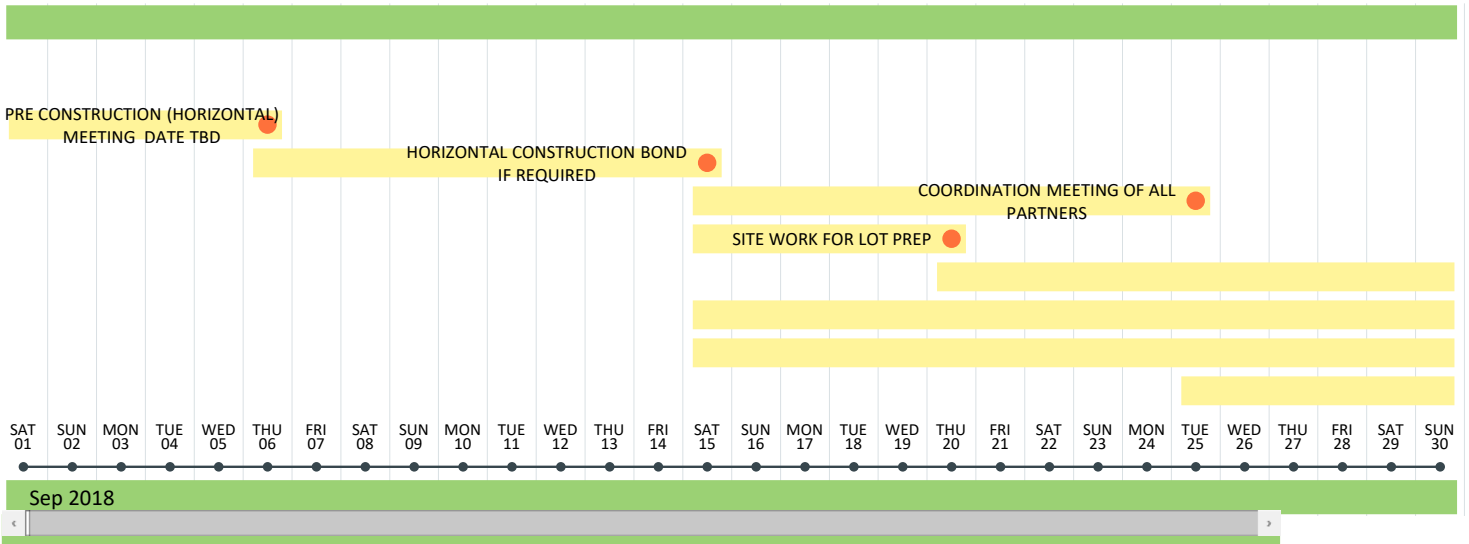 PRE CONSTRUCTION (HORIZONTAL)
MEETING  DATE TBD
HORIZONTAL CONSTRUCTION BOND
IF REQUIRED
COORDINATION MEETING OF ALL
PARTNERS
SITE WORK FOR LOT PREP
SAT SUN MON TUE WED THU FRI SAT SUN MON TUE WED THU FRI SAT SUN MON TUE WED THU FRI SAT SUN MON TUE WED THU FRI SAT SUN
01 02 03 04 05 06 07 08 09 10 11 12 13 14 15 16 17 18 19 20 21 22 23 24 25 26 27 28 29 30
Sep 2018